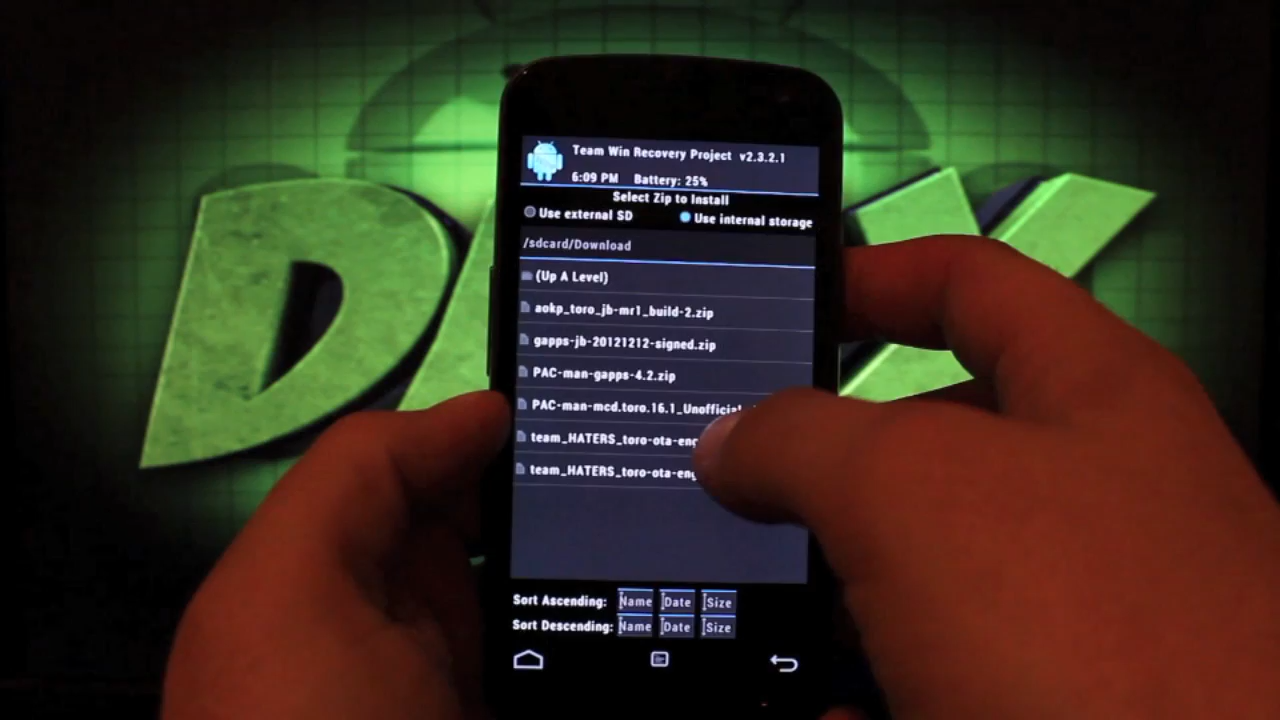 Team Win Recovery Project v2.3.2.1
6:09 PM Battery: 25%
Select Zip to Install
Use external SD Use internal storage
/sdcard/Download
(Up A Level)
aokp_toro_jb-mr1_build-2.zip
gapps-jb-20121212-signed.zip
PAC-man-gapps-4.2.zip
PAC-man-mcd.toro.16.1_Unofficial
team_HATERS_toro-ota-eng
team_HATERS_toro-ota-eng
Sort Ascending: Name Date Size
Sort Descending: Name Date Size